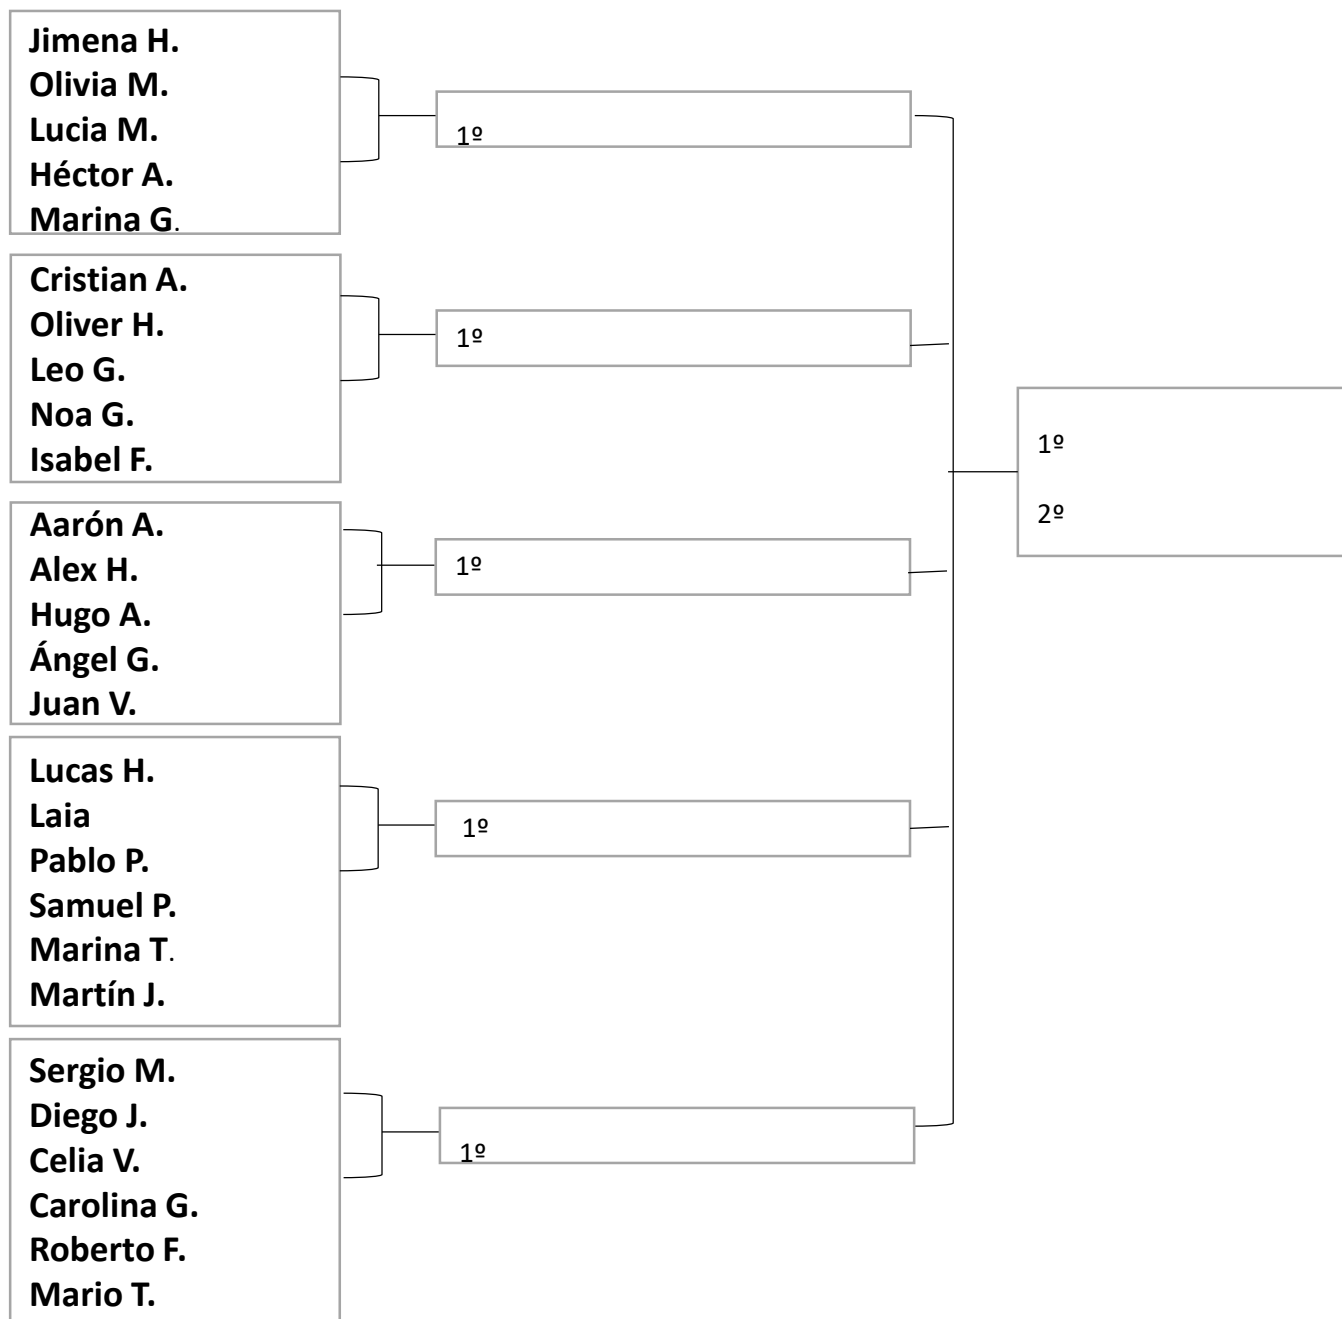 Jimena H.
Olivia M.
Lucia M.
Héctor A.
Marina G.
1º
Cristian A.
Oliver H.
Leo G.
Noa G.
Isabel F.
1º
Aarón A.
Alex H.
Hugo A.
Ángel G.
Juan V.
1º
Lucas H.
Laia
Pablo P.
Samuel P.
Marina T.
Martín J.
1º
Sergio M.
Diego J.
Celia V.
Carolina G.
Roberto F.
Mario T.
1º
1º
2º